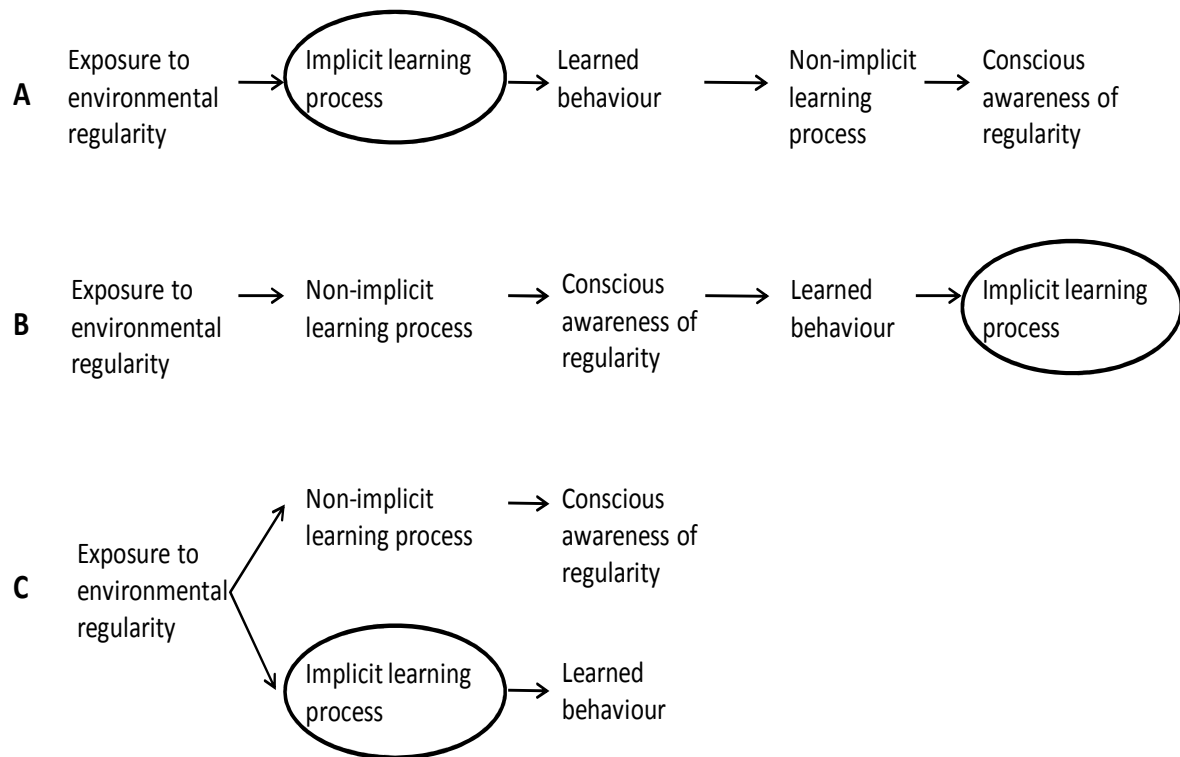 A
Exposure to
environmental
regularity
Implicit learning
process
Learned
behaviour
Non-implicit
learning
process
Conscious
awareness of
regularity
B
Exposure to
environmental
regularity
Non-implicit
learning process
Conscious
awareness of
regularity
Learned
behaviour
Implicit learning
process
C
Exposure to
environmental
regularity
Non-implicit
learning process
Conscious
awareness of
regularity
Implicit learning
process
Learned
behaviour